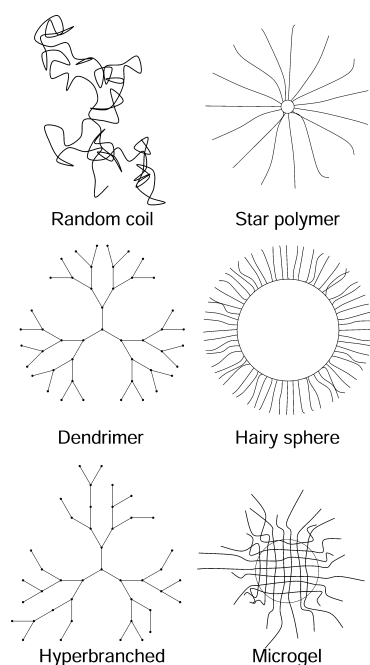 Random coil
Star polymer
Dendrimer
Hairy sphere
Hyperbranched
Microgel